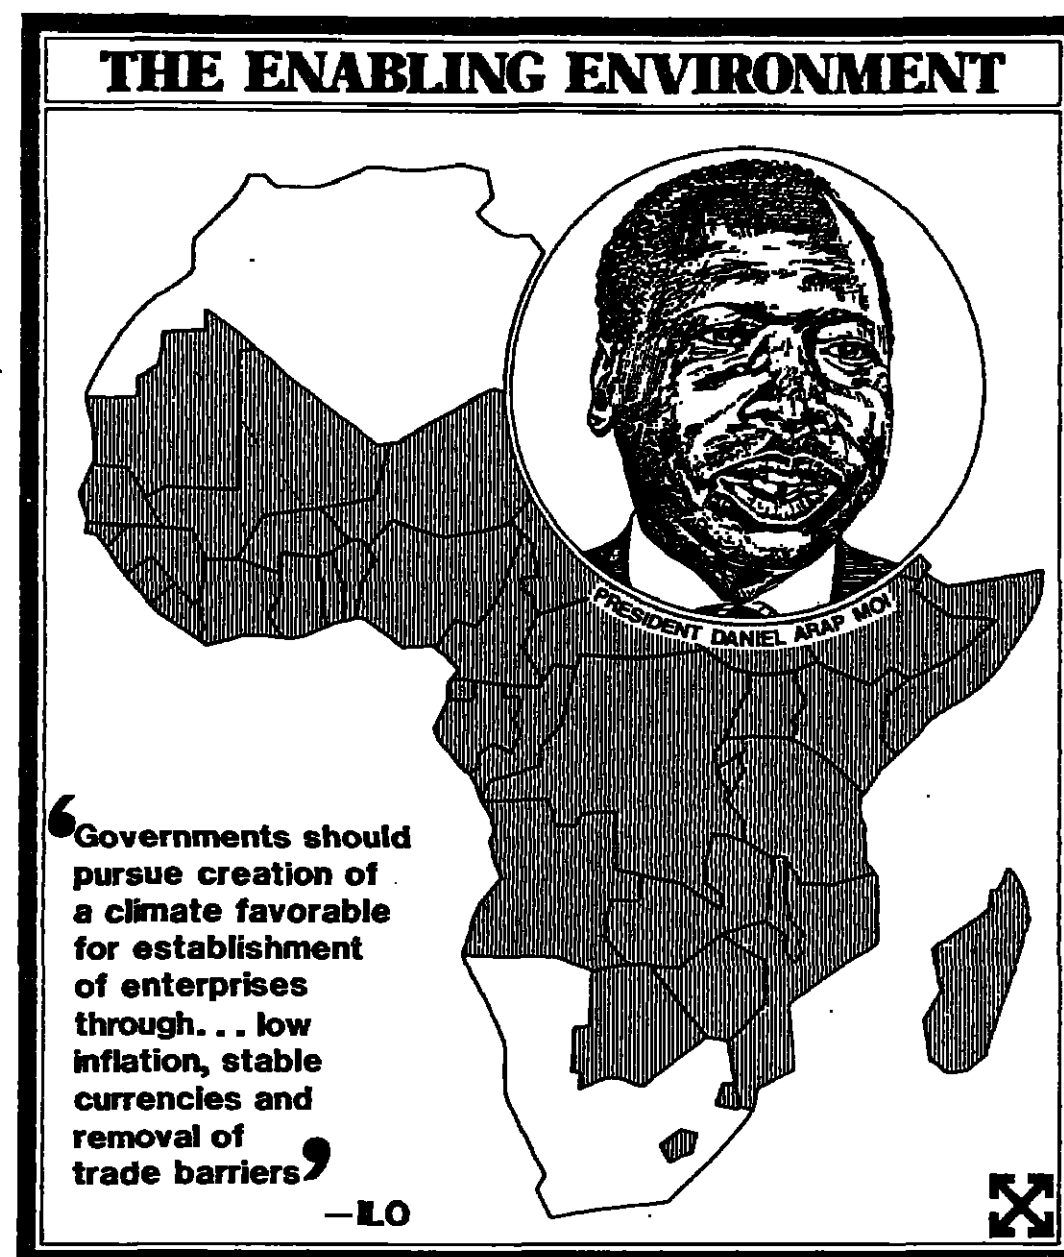 THE ENABLING ENVIRONMENT
PRESIDENT DANIEL ARAP MOI
‘Governments should
pursue creation of
a climate favorable
for establishment
of enterprises
through... low
inflation, stable
currencies and
removal of
trade barriers’
—ILO